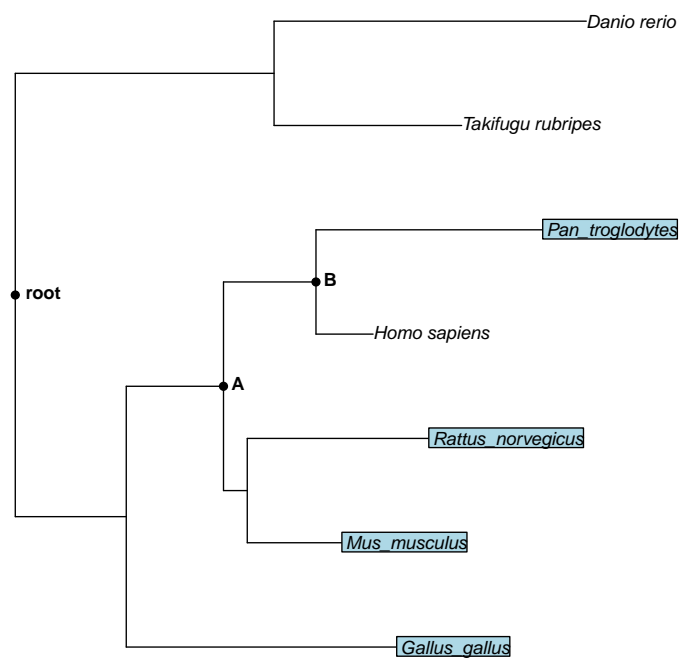 Danio rerio
Takifugu rubripes
Pan_troglodytes
B
root
Homo sapiens
A
Rattus_norvegicus
Mus_musculus
Gallus_gallus